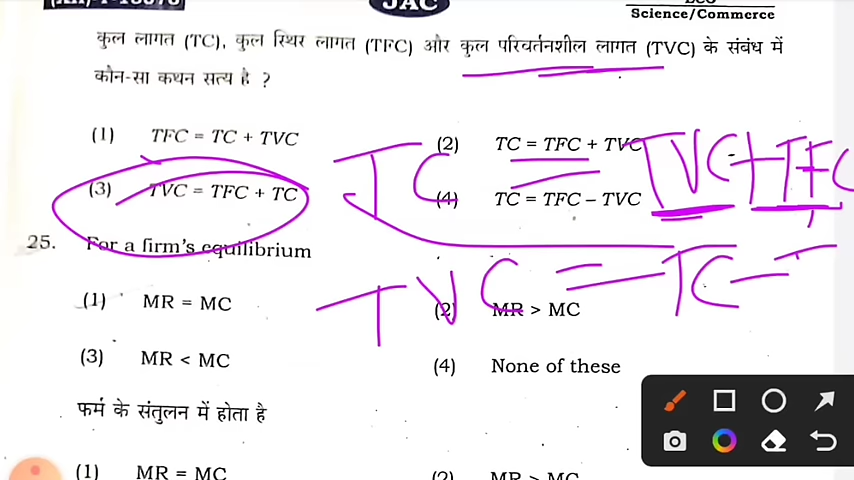 JAC
Science/Commerce
कुल लागत (TC), कुल स्थिर लागत (TFC) और कुल परिवर्तनशील लागत (TVC) के संबंध में
कौन-सा कथन सत्य है ?
(1) TFC = TC + TVC (2) TC = TFC + TVC
TC = TVC + TFC
(3) TVC = TFC + TC (4) TC = TFC – TVC
25. For a firm's equilibrium
TVC = TC – T
(1) MR = MC (2) MR > MC
(3) MR < MC (4) None of these
फर्म के संतुलन में होता है
(1) MR = MC (2) MR > MC